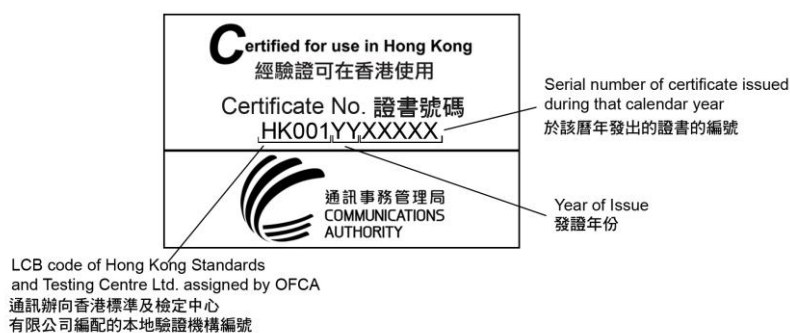 Certified for use in Hong Kong
經驗證可在香港使用
Certificate No. 證書號碼
HK001YYXXXXX
Serial number of certificate issued
during that calendar year
於該曆年發出的證書的編號
通訊事務管理局
COMMUNICATIONS
AUTHORITY
Year of Issue
發證年份
LCB code of Hong Kong Standards
and Testing Centre Ltd. assigned by OFCA
通訊辦向香港標準及檢定中心
有限公司編配的本地驗證機構編號